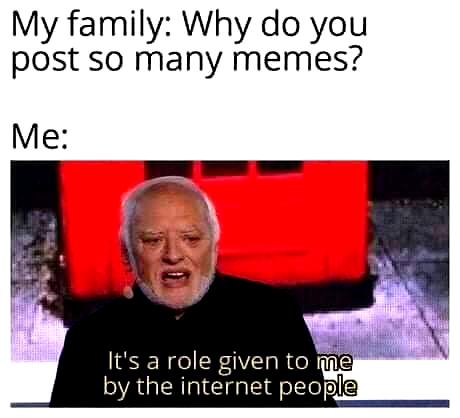 My family: Why do you
post so many memes?
Me:
It's a role given to me
by the internet people